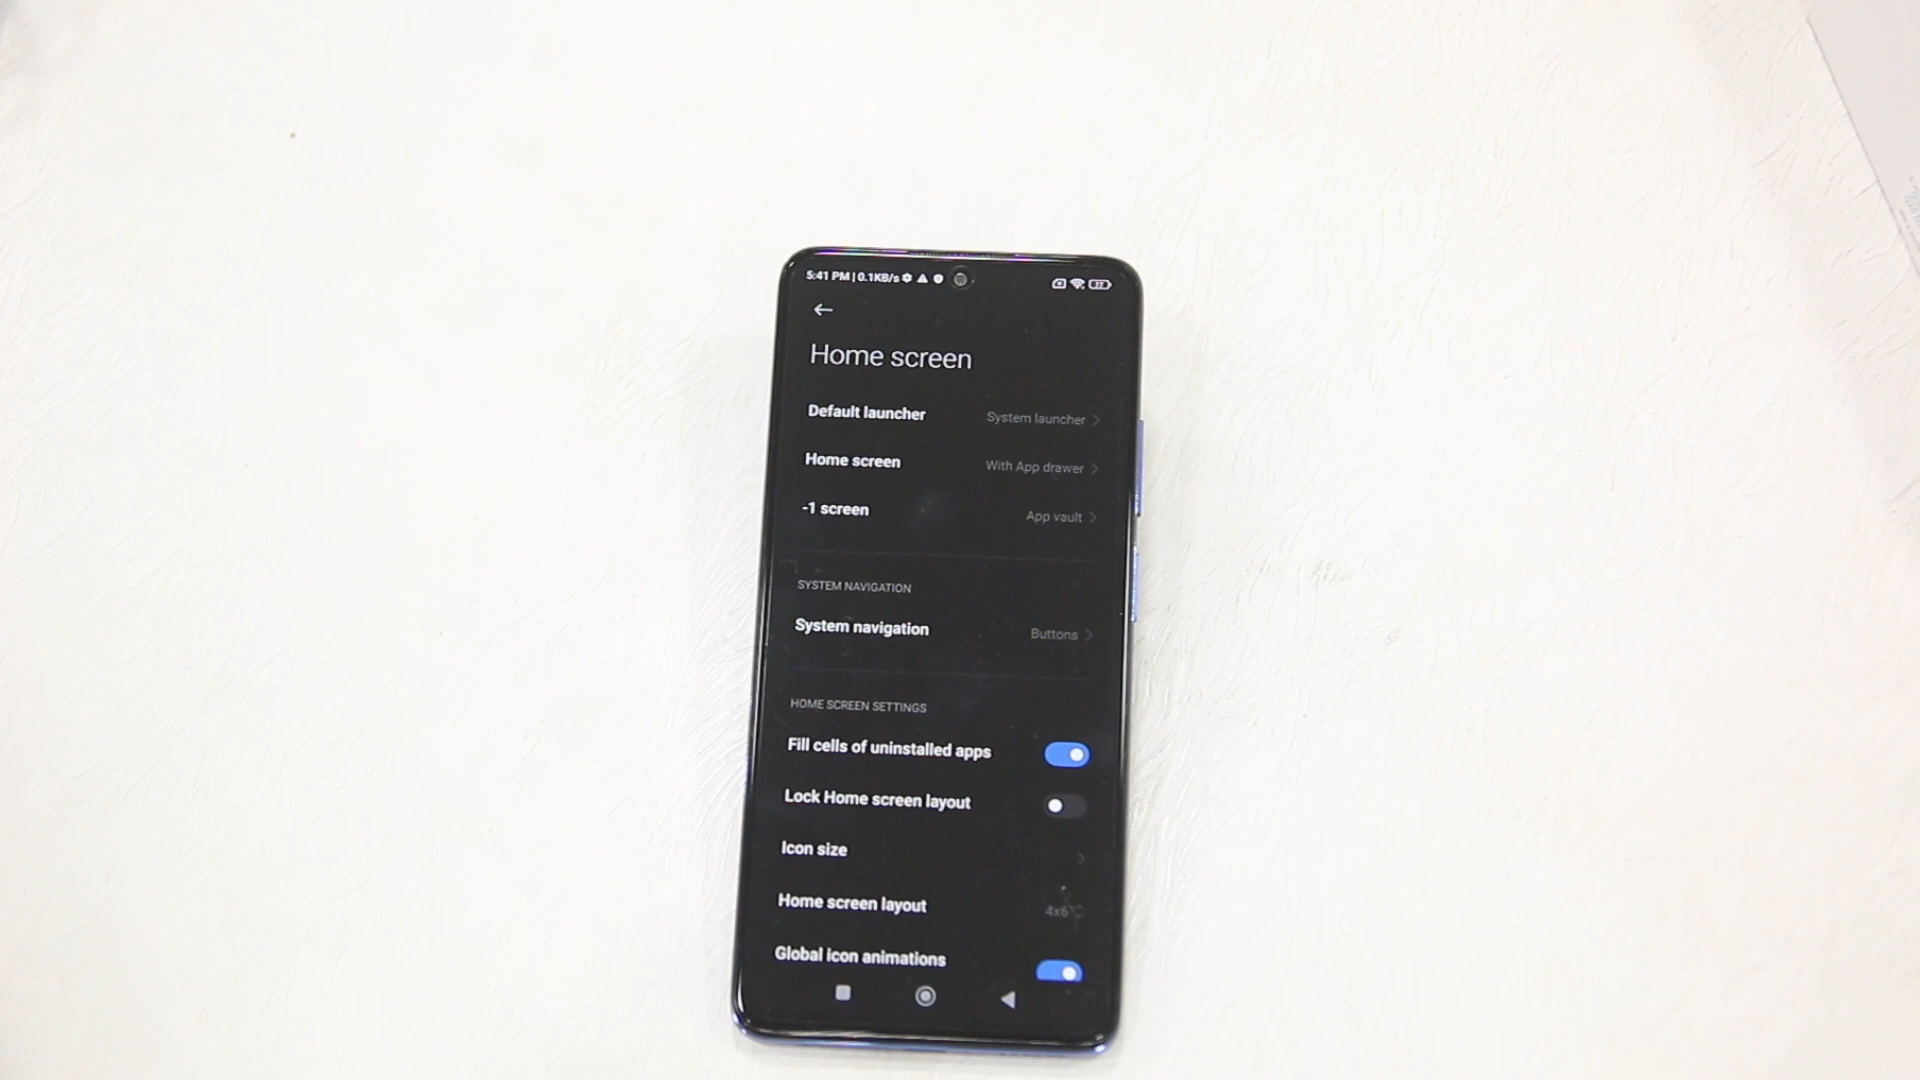 5:41 PM | 0.1KB/s
Home screen
Default launcher System launcher
Home screen With App drawer
-1 screen App vault
SYSTEM NAVIGATION
System navigation Buttons
HOME SCREEN SETTINGS
Fill cells of uninstalled apps
Lock Home screen layout
Icon size
Home screen layout 4x6
Global icon animations